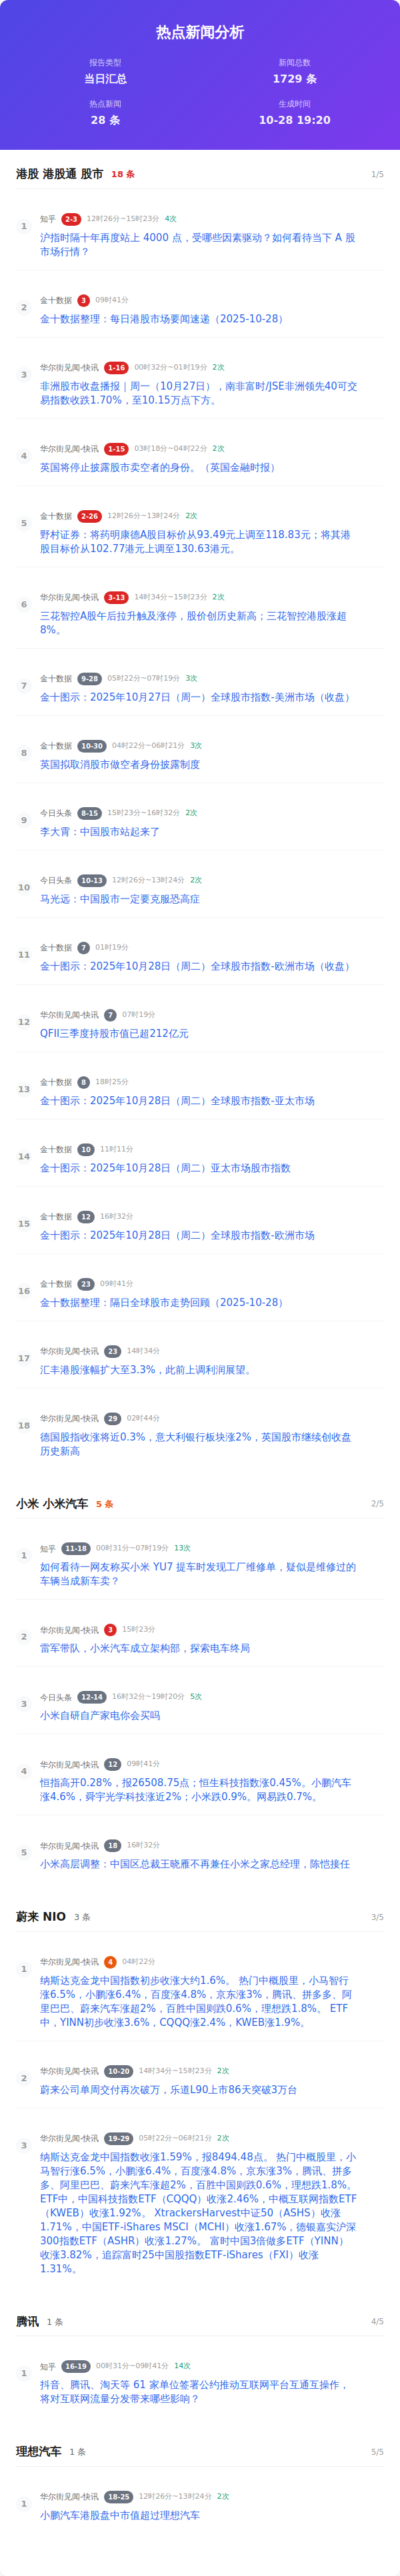 热点新闻分析
报告类型
新闻总数
当日汇总
1729 条
热点新闻
生成时间
28 条
10-28 19:20
港股 港股通 股市 18 条 1/5
1 知乎 2-3 12时26分~15时23分 4次
沪指时隔十年再度站上 4000 点，受哪些因素驱动？如何看待当下 A 股
市场行情？
2 金十数据 3 09时41分
金十数据整理：每日港股市场要闻速递（2025-10-28）
3 华尔街见闻-快讯 1-16 00时32分~01时19分 2次
非洲股市收盘播报｜周一（10月27日），南非富时/JSE非洲领先40可交
易指数收跌1.70%，至10.15万点下方。
4 华尔街见闻-快讯 1-15 03时18分~04时22分 2次
英国将停止披露股市卖空者的身份。（英国金融时报）
5 金十数据 2-26 12时26分~13时24分 2次
野村证券：将药明康德A股目标价从93.49元上调至118.83元；将其港
股目标价从102.77港元上调至130.63港元。
6 华尔街见闻-快讯 3-13 14时34分~15时23分 2次
三花智控A股午后拉升触及涨停，股价创历史新高；三花智控港股涨超
8%。
7 金十数据 9-28 05时22分~07时19分 3次
金十图示：2025年10月27日（周一）全球股市指数-美洲市场（收盘）
8 金十数据 10-30 04时22分~06时21分 3次
英国拟取消股市做空者身份披露制度
9 今日头条 8-15 15时23分~16时32分 2次
李大霄：中国股市站起来了
10 今日头条 10-13 12时26分~13时24分 2次
马光远：中国股市一定要克服恐高症
11 金十数据 7 01时19分
金十图示：2025年10月28日（周二）全球股市指数-欧洲市场（收盘）
12 华尔街见闻-快讯 7 07时19分
QFII三季度持股市值已超212亿元
13 金十数据 8 18时25分
金十图示：2025年10月28日（周二）全球股市指数-亚太市场
14 金十数据 10 11时11分
金十图示：2025年10月28日（周二）亚太市场股市指数
15 金十数据 12 16时32分
金十图示：2025年10月28日（周二）全球股市指数-欧洲市场
16 金十数据 23 09时41分
金十数据整理：隔日全球股市走势回顾（2025-10-28）
17 华尔街见闻-快讯 23 14时34分
汇丰港股涨幅扩大至3.3%，此前上调利润展望。
18 华尔街见闻-快讯 29 02时44分
德国股指收涨将近0.3%，意大利银行板块涨2%，英国股市继续创收盘
历史新高
小米 小米汽车 5 条 2/5
1 知乎 11-18 00时31分~07时19分 13次
如何看待一网友称买小米 YU7 提车时发现工厂维修单，疑似是维修过的
车辆当成新车卖？
2 华尔街见闻-快讯 3 15时23分
雷军带队，小米汽车成立架构部，探索电车终局
3 今日头条 12-14 16时32分~19时20分 5次
小米自研自产家电你会买吗
4 华尔街见闻-快讯 12 09时41分
恒指高开0.28%，报26508.75点；恒生科技指数涨0.45%。小鹏汽车
涨4.6%，舜宇光学科技涨近2%；小米跌0.9%。网易跌0.7%。
5 华尔街见闻-快讯 18 16时32分
小米高层调整：中国区总裁王晓雁不再兼任小米之家总经理，陈恺接任
蔚来 NIO 3 条 3/5
1 华尔街见闻-快讯 4 04时22分
纳斯达克金龙中国指数初步收涨大约1.6%。 热门中概股里，小马智行
涨6.5%，小鹏涨6.4%，百度涨4.8%，京东涨3%，腾讯、拼多多、阿
里巴巴、蔚来汽车涨超2%，百胜中国则跌0.6%，理想跌1.8%。 ETF
中，YINN初步收涨3.6%，CQQQ涨2.4%，KWEB涨1.9%。
2 华尔街见闻-快讯 10-20 14时34分~15时23分 2次
蔚来公司单周交付再次破万，乐道L90上市86天突破3万台
3 华尔街见闻-快讯 19-29 05时22分~06时21分 2次
纳斯达克金龙中国指数收涨1.59%，报8494.48点。 热门中概股里，小
马智行涨6.5%，小鹏涨6.4%，百度涨4.8%，京东涨3%，腾讯、拼多
多、阿里巴巴、蔚来汽车涨超2%，百胜中国则跌0.6%，理想跌1.8%。
ETF中，中国科技指数ETF（CQQQ）收涨2.46%，中概互联网指数ETF
（KWEB）收涨1.92%。 XtrackersHarvest中证50（ASHS）收涨
1.71%，中国ETF-iShares MSCI（MCHI）收涨1.67%，德银嘉实沪深
300指数ETF（ASHR）收涨1.27%。 富时中国3倍做多ETF（YINN）
收涨3.82%，追踪富时25中国股指数ETF-iShares（FXI）收涨
1.31%。
腾讯 1 条 4/5
1 知乎 16-19 00时31分~09时41分 14次
抖音、腾讯、淘天等 61 家单位签署公约推动互联网平台互通互操作，
将对互联网流量分发带来哪些影响？
理想汽车 1 条 5/5
1 华尔街见闻-快讯 18-25 12时26分~13时24分 2次
小鹏汽车港股盘中市值超过理想汽车